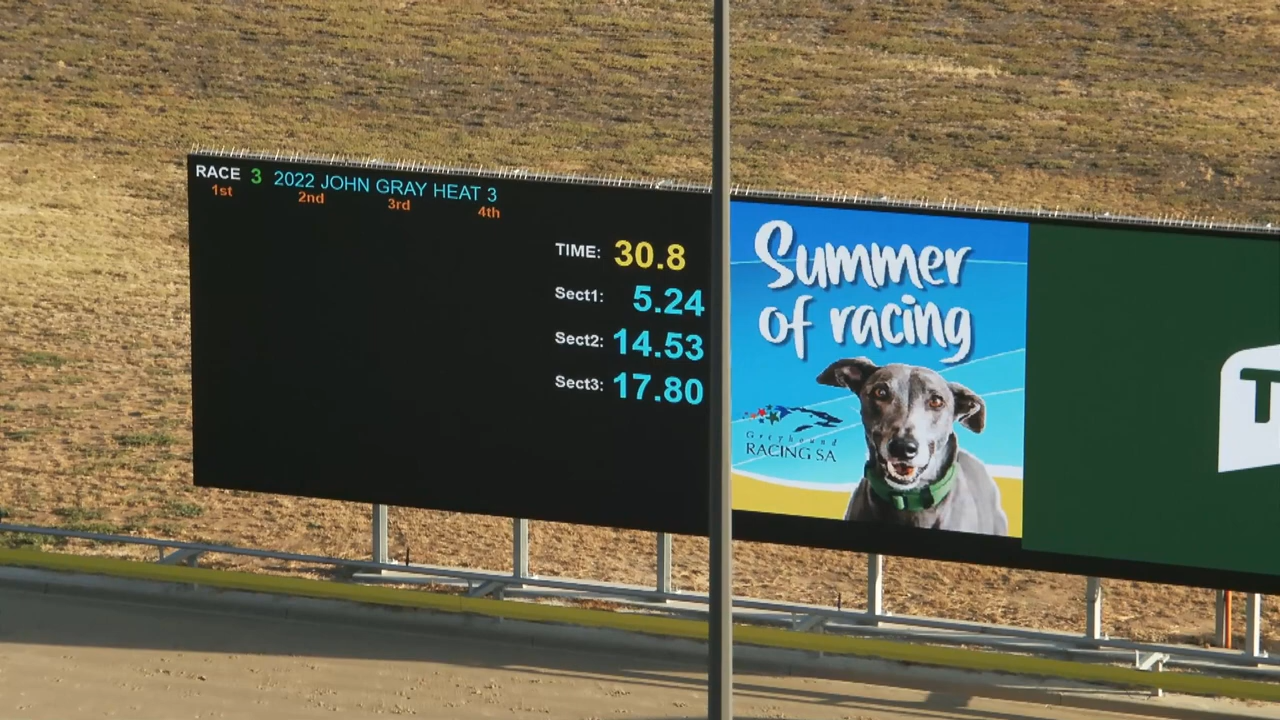 RACE 3 2022 JOHN GRAY HEAT 3
1st 2nd 3rd 4th
TIME: 30.8
Sect1: 5.24
Sect2: 14.53
Sect3: 17.80
Summer
of racing
Greyhound
RACING SA
T